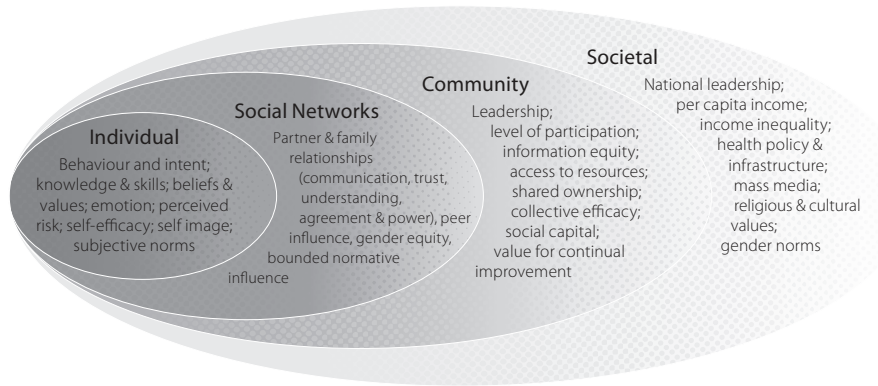 Individual
Behaviour and intent;
knowledge & skills; beliefs &
values; emotion; perceived
risk; self-efficacy; self image;
subjective norms
Social Networks
Partner & family
relationships
(communication, trust,
understanding,
agreement & power), peer
influence, gender equity,
bounded normative
influence
Community
Leadership;
level of participation;
information equity;
access to resources;
shared ownership;
collective efficacy;
social capital;
value for continual
improvement
Societal
National leadership;
per capita income;
income inequality;
health policy &
infrastructure;
mass media;
religious & cultural
values;
gender norms